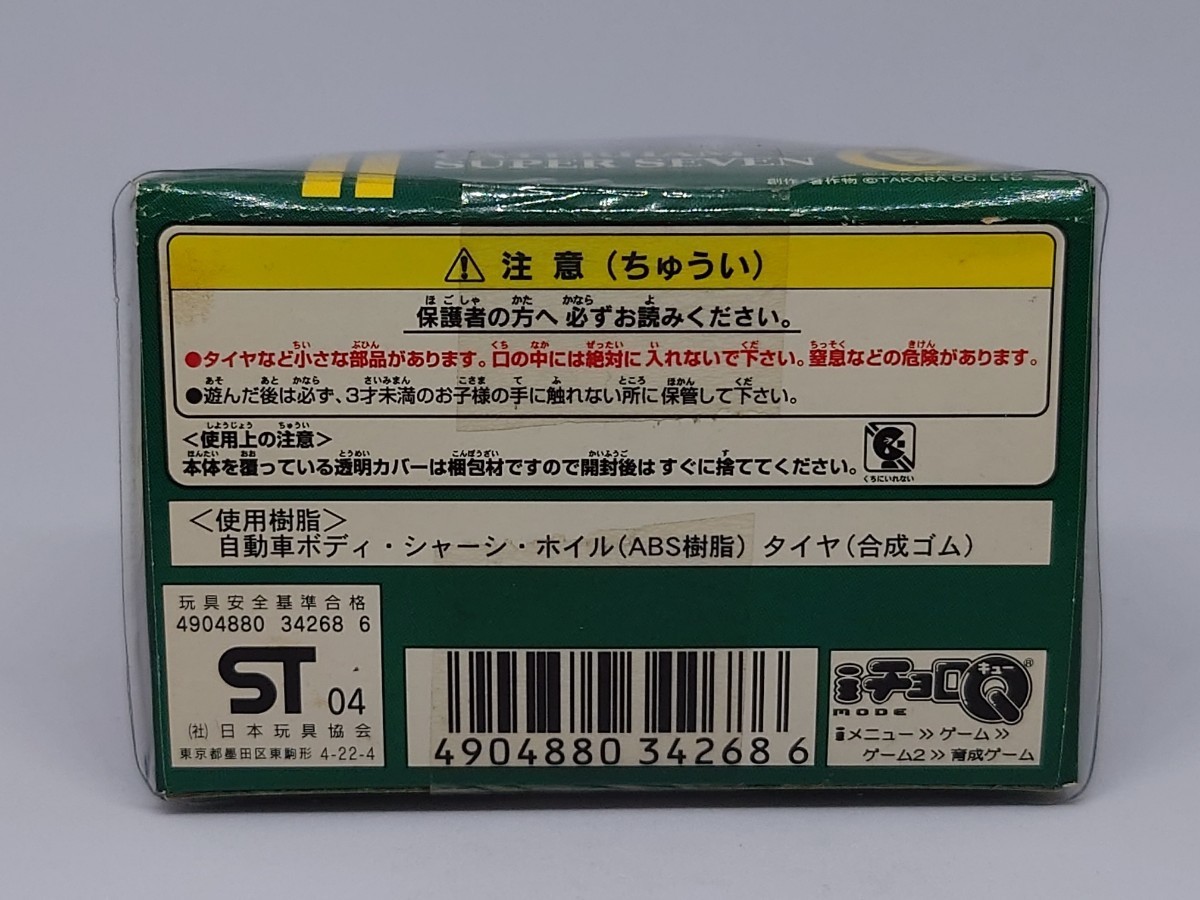 SUPER SEVEN
創作・著作物 ©TAKARA CO., LTD
注意（ちゅうい）
ほごしゃ かた かなら よ
保護者の方へ 必ずお読みください。
ちい ぶひん くち なか ぜったい い くだ ちっそく きけん
●タイヤなど小さな部品があります。口の中には絶対に入れないで下さい。窒息などの危険があります。
あそ あと かなら さいみまん こさま て ふ ところ ほかん くだ
●遊んだ後は必ず、3才未満のお子様の手に触れない所に保管して下さい。
しようじょう ちゅうい
＜使用上の注意＞
ほんたい おお とうめい こんぽうざい かいふうご す
本体を覆っている透明カバーは梱包材ですので開封後はすぐに捨ててください。
くちにいれない
＜使用樹脂＞
自動車ボディ・シャーシ・ホイル（ABS樹脂） タイヤ（合成ゴム）
玩具安全基準合格
4904880 34268 6
ST 04
(社)日本玩具協会
東京都墨田区東駒形 4-22-4
4904880 342686
iチョロQ キュー ®
MODE
iメニュー≫ゲーム≫
ゲーム2≫育成ゲーム